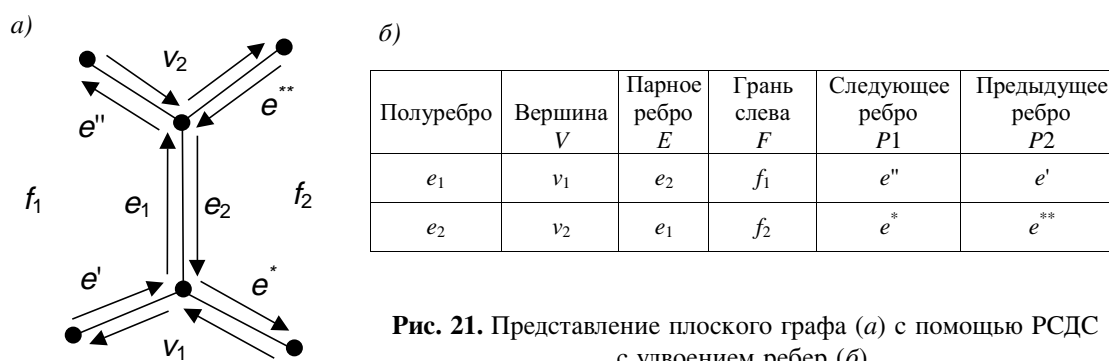 а)
v2
e**
e''
f1
e1
e2
f2
e'
e*
v1
б)
Полуребро Вершина V Парное ребро E Грань слева F Следующее ребро P1 Предыдущее ребро P2
e1 v1 e2 f1 e'' e'
e2 v2 e1 f2 e* e**
Рис. 21. Представление плоского графа (а) с помощью РСДС
с удвоением ребер (б)